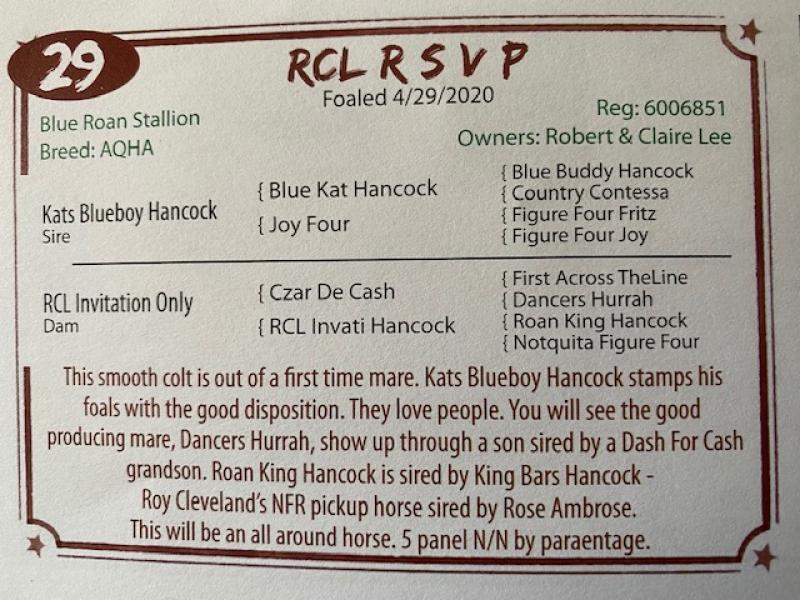 29
RCL R S V P
Foaled 4/29/2020
Blue Roan Stallion
Reg: 6006851
Breed: AQHA
Owners: Robert & Claire Lee
{ Blue Buddy Hancock
{ Blue Kat Hancock
{ Country Contessa
Kats Blueboy Hancock
{ Figure Four Fritz
Sire
{ Joy Four
{ Figure Four Joy
{ First Across TheLine
{ Czar De Cash
{ Dancers Hurrah
RCL Invitation Only
{ Roan King Hancock
Dam
{ RCL Invati Hancock
{ Notquita Figure Four
This smooth colt is out of a first time mare. Kats Blueboy Hancock stamps his
foals with the good disposition. They love people. You will see the good
producing mare, Dancers Hurrah, show up through a son sired by a Dash For Cash
grandson. Roan King Hancock is sired by King Bars Hancock -
Roy Cleveland's NFR pickup horse sired by Rose Ambrose.
This will be an all around horse. 5 panel N/N by paraentage.